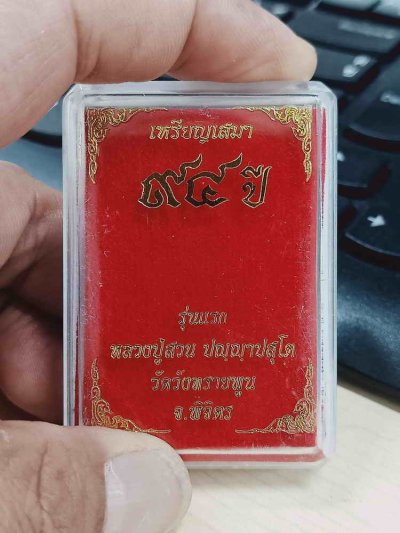 เหรียญเสมา
๙๔ ปี
รุ่นแรก
หลวงปู่สวน ปญฺญาปสุโต
วัดวังทรายพูน
จ.พิจิตร